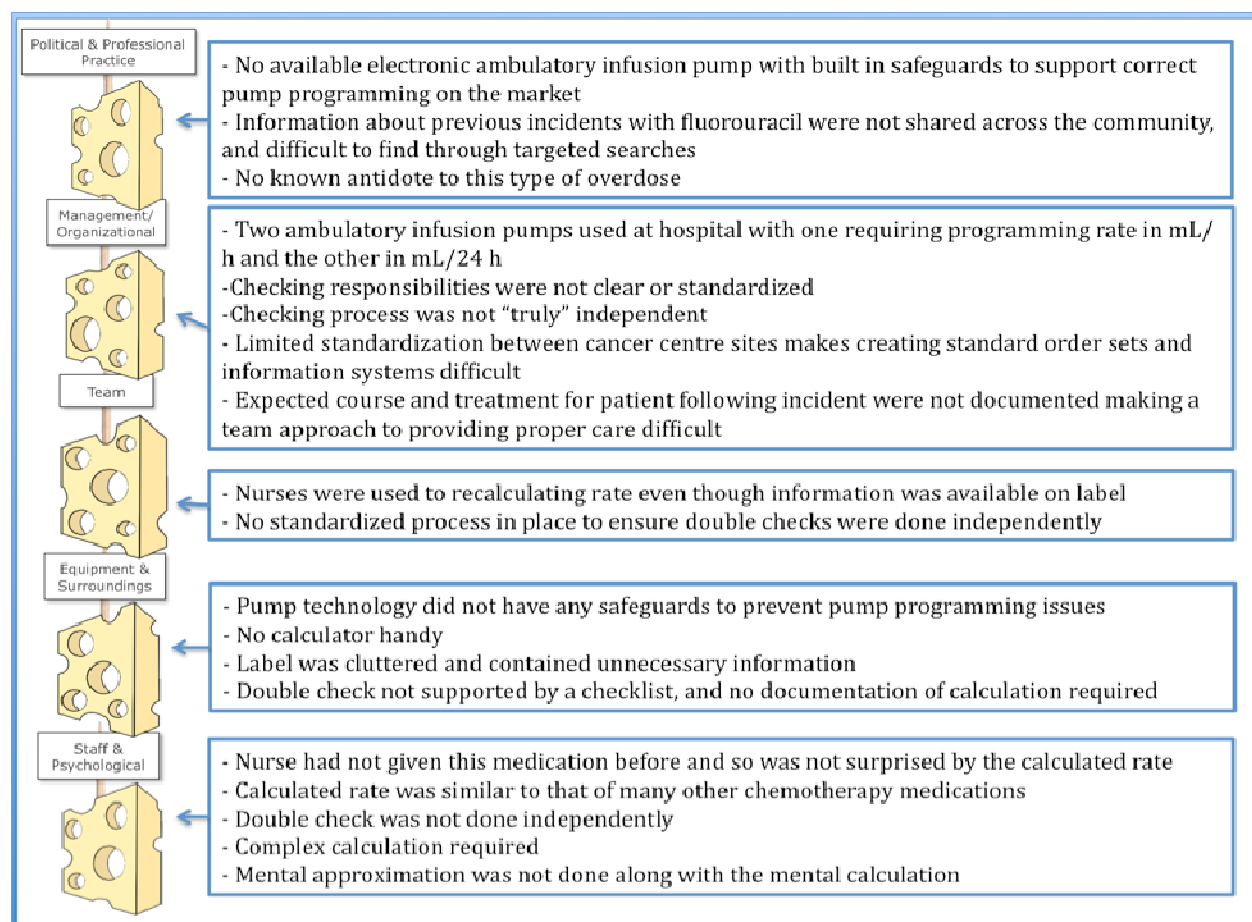 Political & Professional
Practice
- No available electronic ambulatory infusion pump with built in safeguards to support correct
pump programming on the market
- Information about previous incidents with fluorouracil were not shared across the community,
and difficult to find through targeted searches
- No known antidote to this type of overdose
Management/
Organizational
- Two ambulatory infusion pumps used at hospital with one requiring programming rate in mL/
h and the other in mL/24 h
-Checking responsibilities were not clear or standardized
-Checking process was not “truly” independent
- Limited standardization between cancer centre sites makes creating standard order sets and
information systems difficult
- Expected course and treatment for patient following incident were not documented making a
team approach to providing proper care difficult
Team
- Nurses were used to recalculating rate even though information was available on label
- No standardized process in place to ensure double checks were done independently
Equipment &
Surroundings
- Pump technology did not have any safeguards to prevent pump programming issues
- No calculator handy
- Label was cluttered and contained unnecessary information
- Double check not supported by a checklist, and no documentation of calculation required
Staff &
Psychological
- Nurse had not given this medication before and so was not surprised by the calculated rate
- Calculated rate was similar to that of many other chemotherapy medications
- Double check was not done independently
- Complex calculation required
- Mental approximation was not done along with the mental calculation